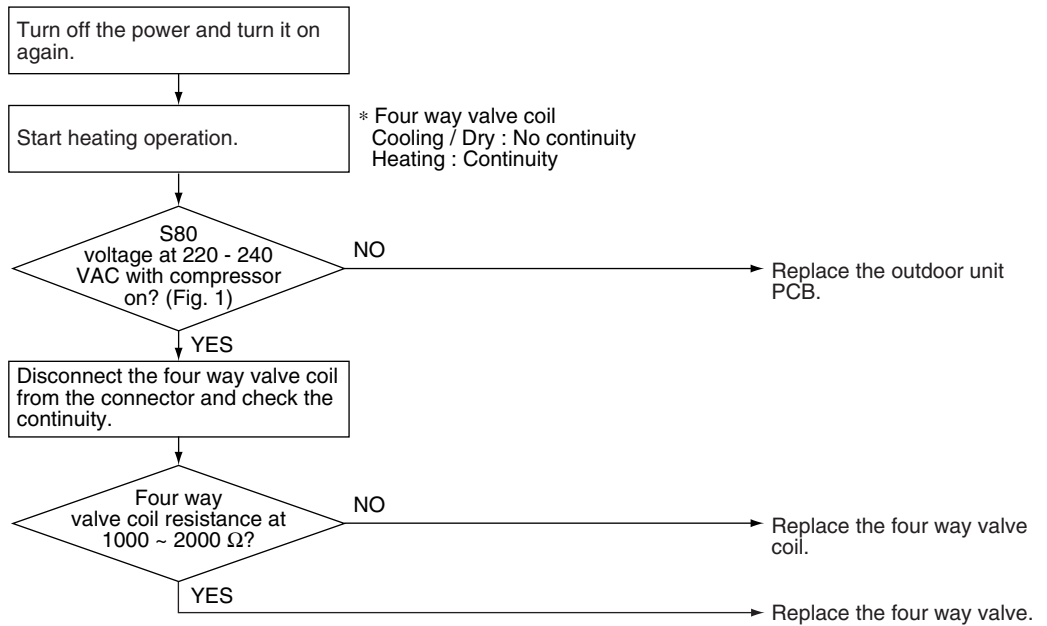 Turn off the power and turn it on
again.
Start heating operation.
* Four way valve coil
Cooling / Dry : No continuity
Heating : Continuity
S80
voltage at 220 - 240
VAC with compressor
on? (Fig. 1)
NO
Replace the outdoor unit
PCB.
YES
Disconnect the four way valve coil
from the connector and check the
continuity.
Four way
valve coil resistance at
1000 ~ 2000 Ω?
NO
Replace the four way valve
coil.
YES
Replace the four way valve.